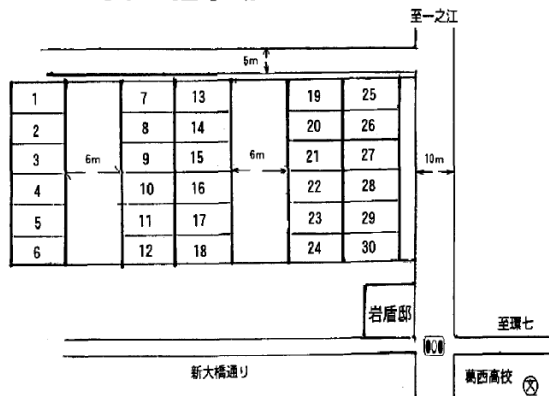 至一之江
5m
1 7 13 19 25
2 8 14 20 26
3 9 15 21 27
6m 6m 10m
4 10 16 22 28
5 11 17 23 29
6 12 18 24 30
岩盾邸
至環七
新大橋通り
葛西高校 文